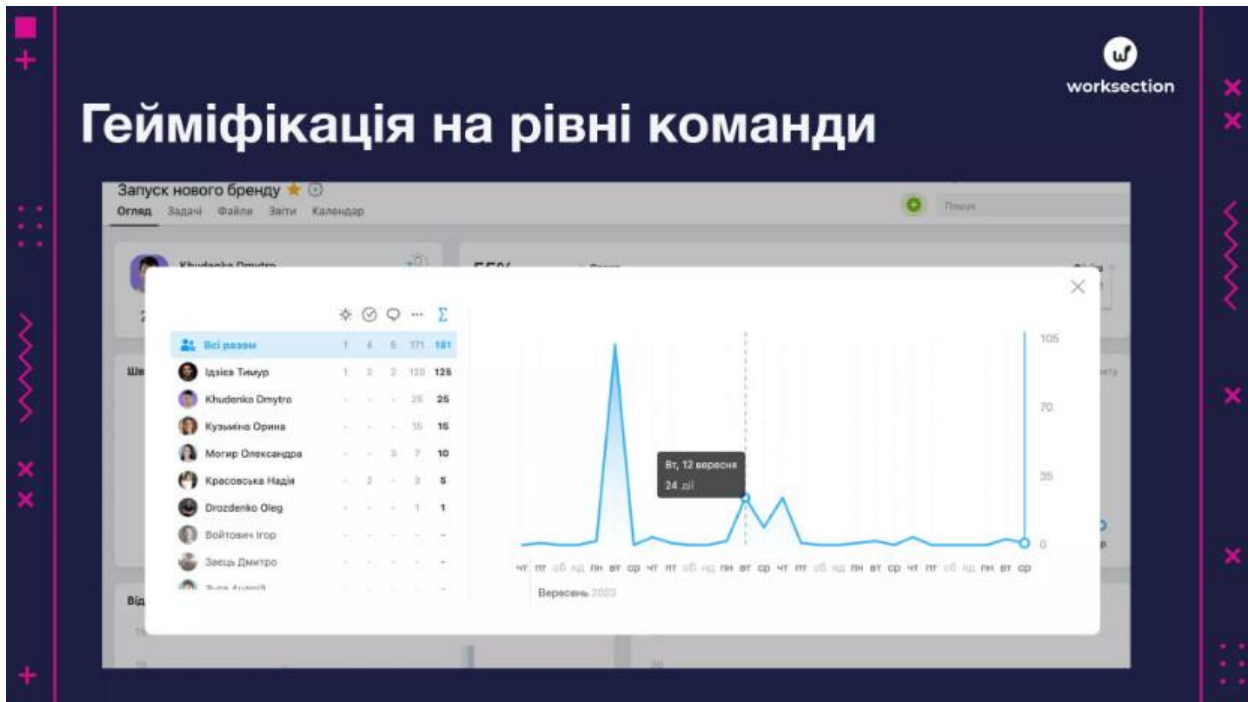 worksection
Гейміфікація на рівні команди
Запуск нового бренду
Огляд Задачі Файли Звіти Календар
Пошук
Khudenko Dmytro
55%
Σ
Всі разом 1 4 5 171 181
Ідзієв Тимур 1 2 2 120 125
Khudenko Dmytro - - - 25 25
Кузьміна Орина - - - 15 15
Могир Олександра - - 3 7 10
Красовська Надія - 2 - 3 5
Drozdenko Oleg - - - 1 1
Войтович Ігор - - - - -
Заєць Дмитро - - - - -
105
70
35
0
Вт, 12 вересня
24 дії
чт пт сб нд пн вт ср чт пт сб нд пн вт ср чт пт сб нд пн вт ср чт пт сб нд пн вт ср
Вересень 2023
Від